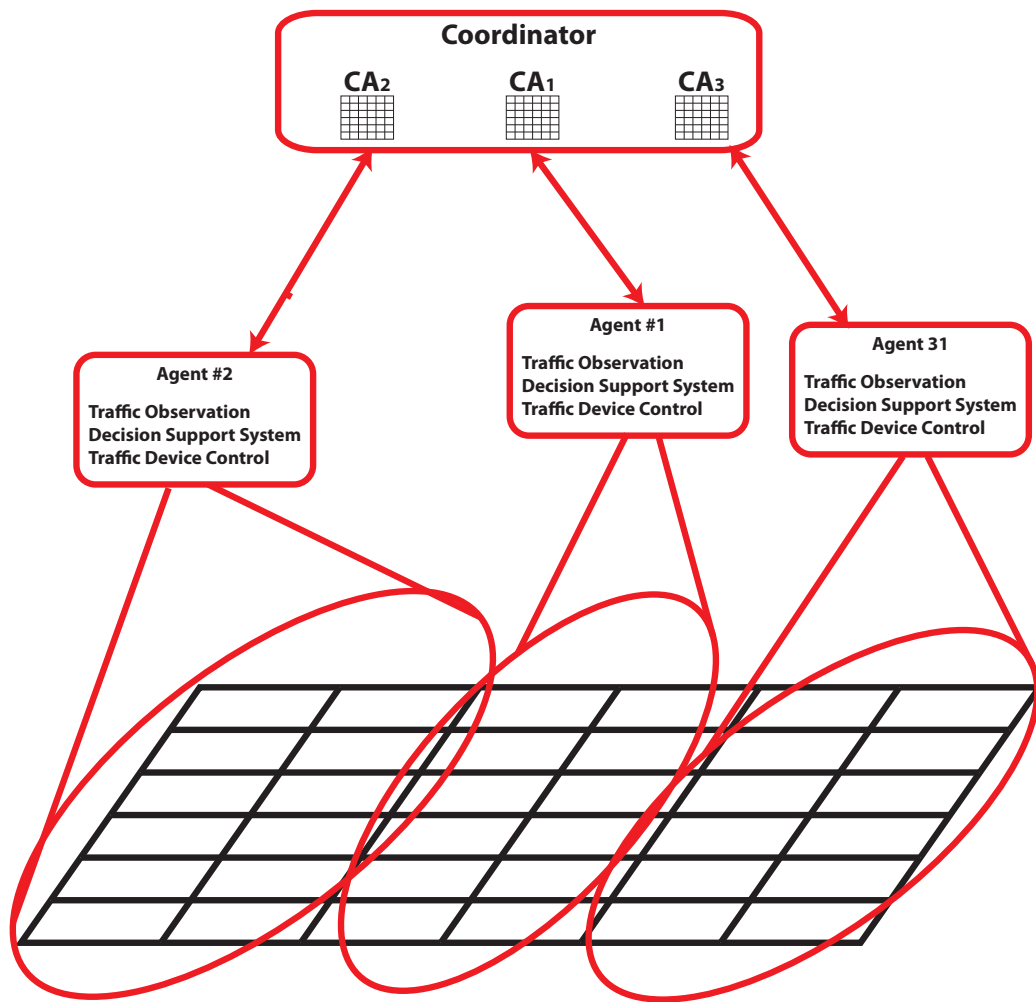 Coordinator
CA2 CA1 CA3
Agent #2
Traffic Observation
Decision Support System
Traffic Device Control
Agent #1
Traffic Observation
Decision Support System
Traffic Device Control
Agent 31
Traffic Observation
Decision Support System
Traffic Device Control